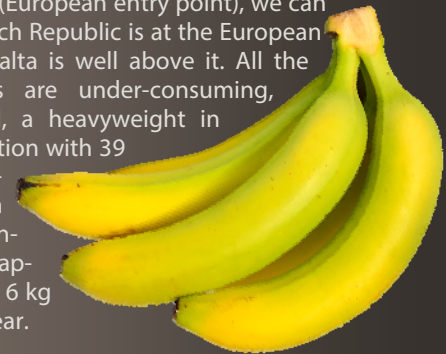 (European entry point), we can
ch Republic is at the European
alta is well above it. All the
s are under-consuming,
, a heavyweight in
tion with 39
n-
ap-
6 kg
ear.